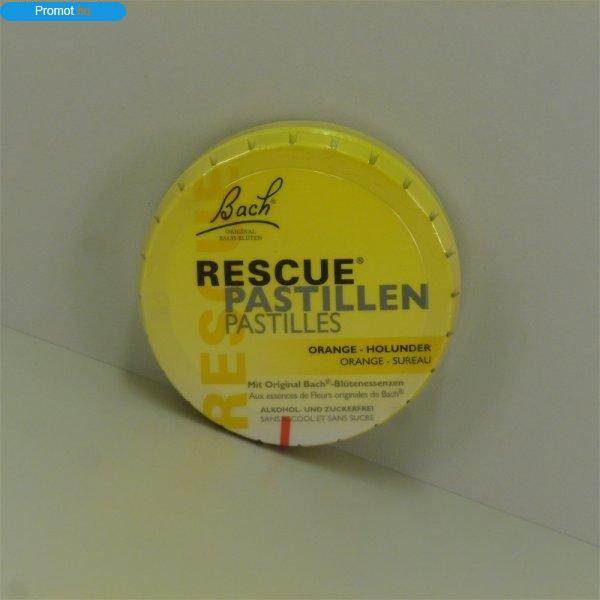 Promot.hu
Bach®
ORIGINAL
BACH-BLÜTEN
RESCUE
RESCUE®
PASTILLEN
PASTILLES
ORANGE - HOLUNDER
ORANGE - SUREAU
Mit Original Bach®-Blütenessenzen
Aux essences de Fleurs originales de Bach®
ALKOHOL- UND ZUCKERFREI
SANS ALCOOL ET SANS SUCRE